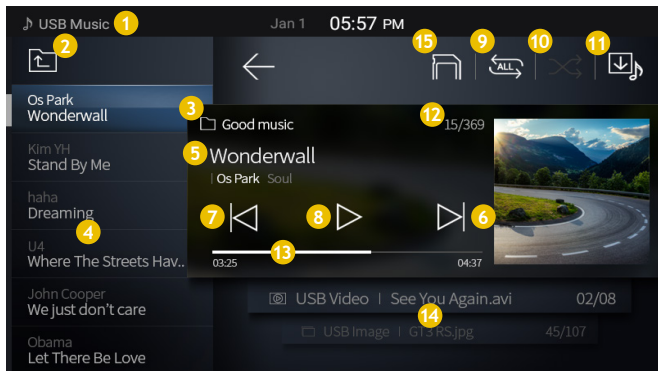 USB Music 1 Jan 1 05:57 PM
2 15 9 ALL 10 11
Os Park
Wonderwall
3 Good music 12 15/369
Kim YH
Stand By Me
5 Wonderwall
Os Park Soul
haha
Dreaming
4
7 8 6
U4
Where The Streets Hav..
13
03:25 04:37
John Cooper
We just don't care
USB Video | See You Again.avi 02/08
14
USB Image | GT3 RS.jpg 45/107
Obama
Let There Be Love